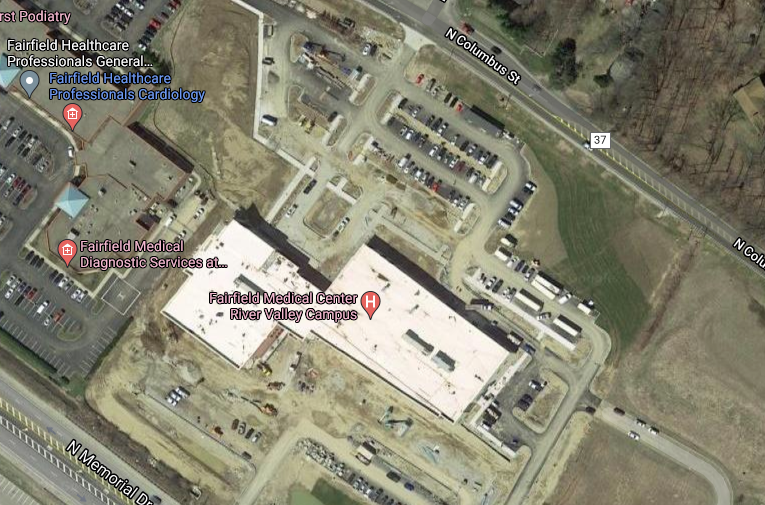 rst Podiatry
Fairfield Healthcare
Professionals General...
Fairfield Healthcare
Professionals Cardiology
N Columbus St
37
N Colu
Fairfield Medical
Diagnostic Services at...
Fairfield Medical Center
River Valley Campus
H
N Memorial Dr